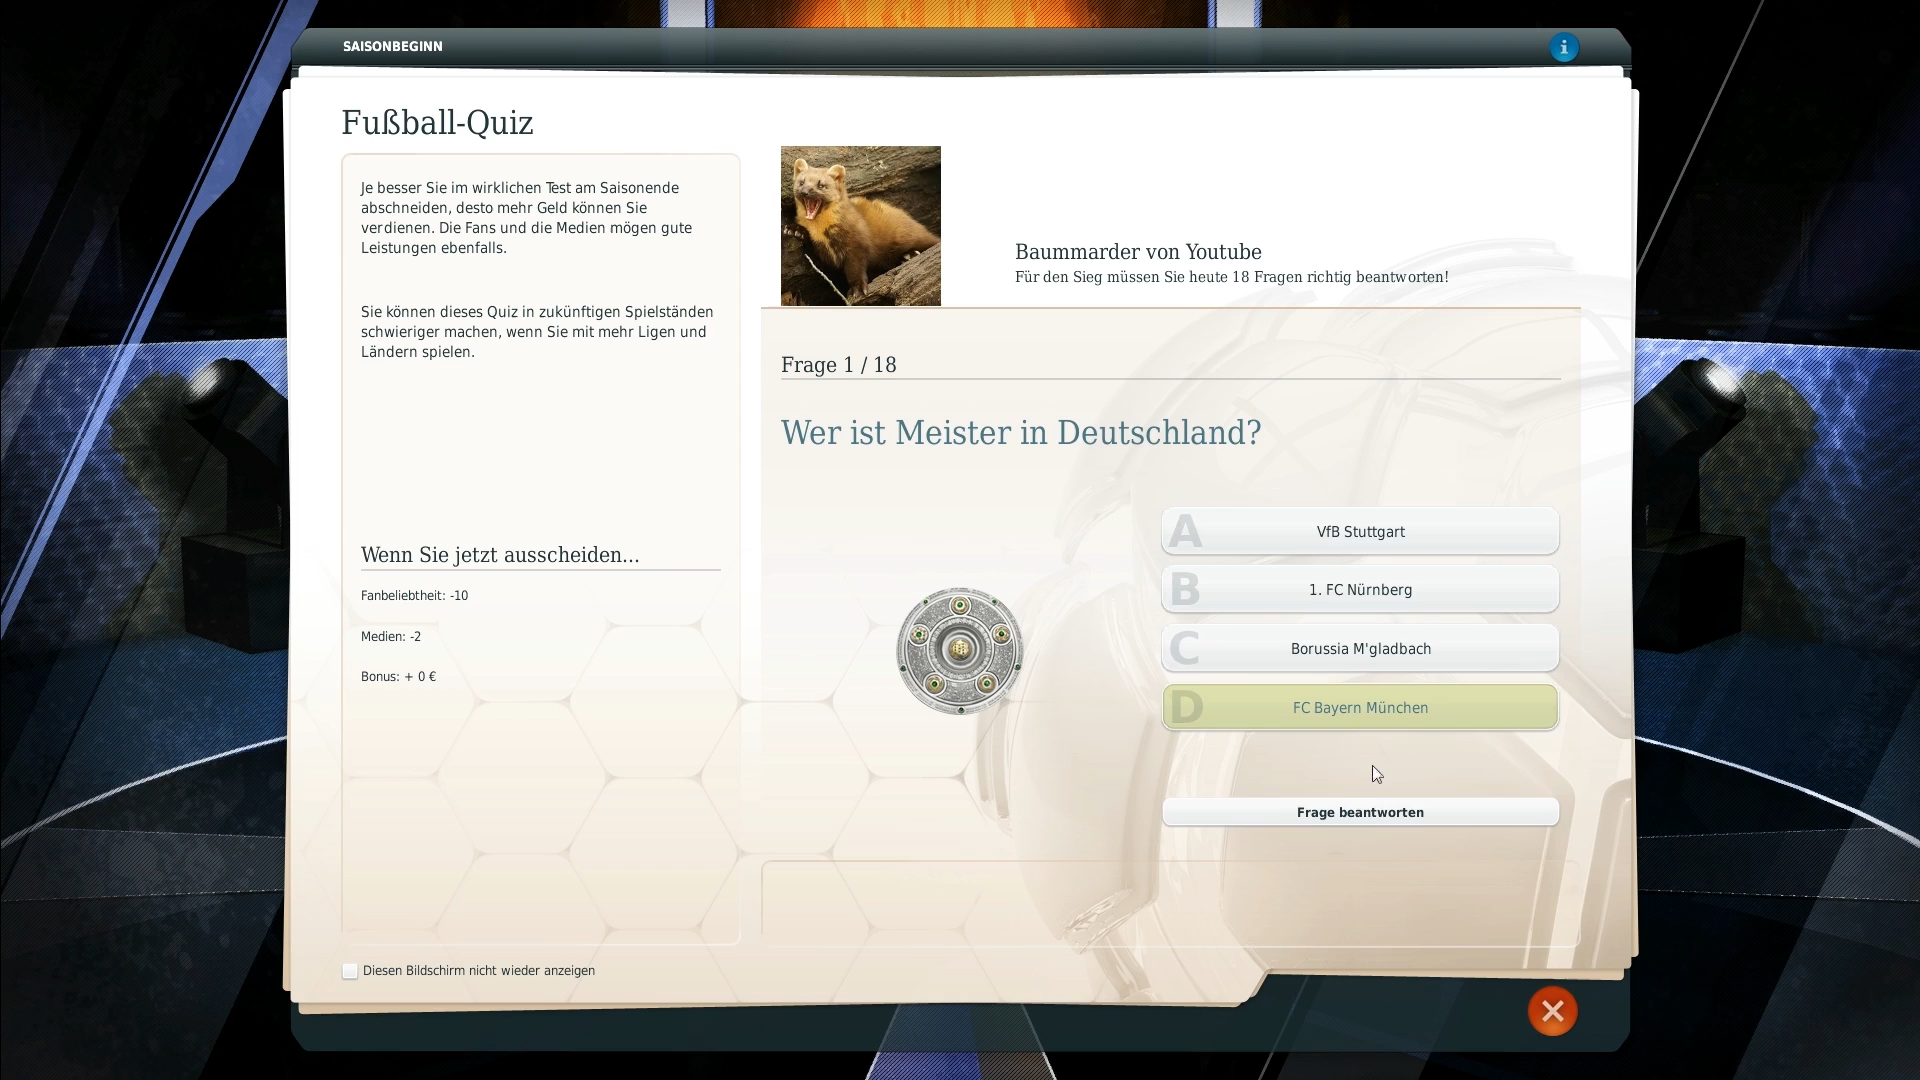 SAISONBEGINN
Fußball-Quiz
Je besser Sie im wirklichen Test am Saisonende
abschneiden, desto mehr Geld können Sie
verdienen. Die Fans und die Medien mögen gute
Leistungen ebenfalls.
Sie können dieses Quiz in zukünftigen Spielständen
schwieriger machen, wenn Sie mit mehr Ligen und
Ländern spielen.
Wenn Sie jetzt ausscheiden...
Fanbeliebtheit: -10
Medien: -2
Bonus: + 0 €
Diesen Bildschirm nicht wieder anzeigen
Baummarder von Youtube
Für den Sieg müssen Sie heute 18 Fragen richtig beantworten!
Frage 1 / 18
Wer ist Meister in Deutschland?
A VfB Stuttgart
B 1. FC Nürnberg
C Borussia M'gladbach
D FC Bayern München
Frage beantworten